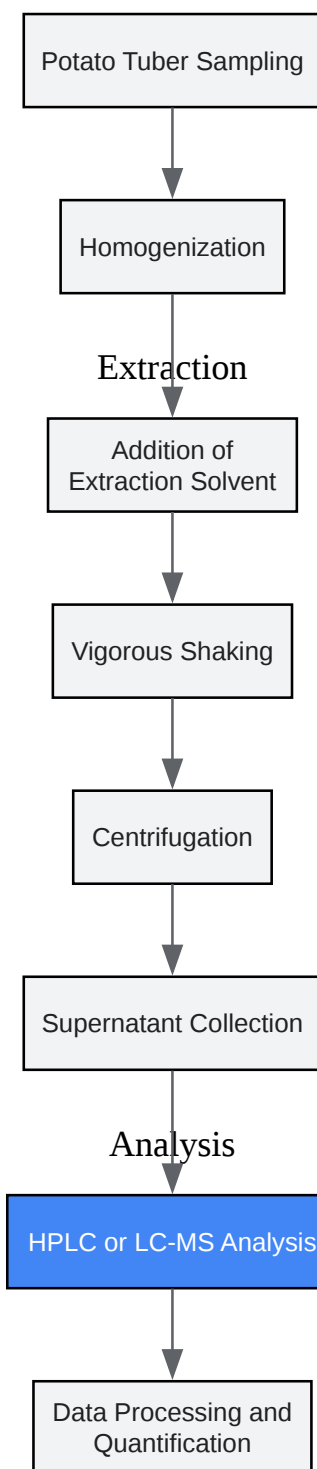 Potato Tuber Sampling
Homogenization
Extraction
Addition of
Extraction Solvent
Vigorous Shaking
Centrifugation
Supernatant Collection
Analysis
HPLC or LC-MS Analysis
Data Processing and
Quantification